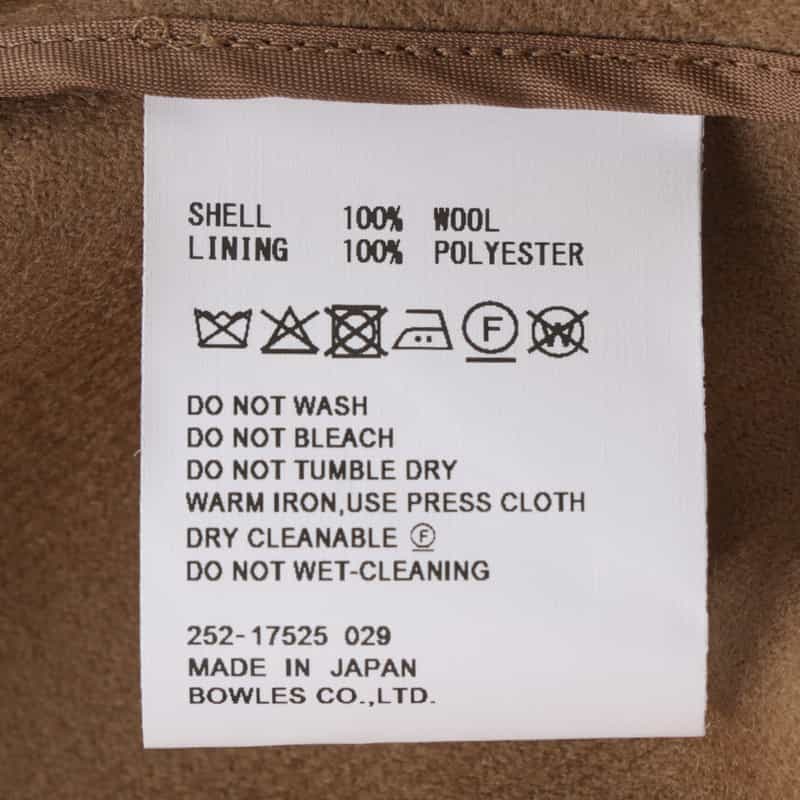 SHELL 100% WOOL
LINING 100% POLYESTER
F W
DO NOT WASH
DO NOT BLEACH
DO NOT TUMBLE DRY
WARM IRON,USE PRESS CLOTH
DRY CLEANABLE Ⓕ
DO NOT WET-CLEANING
252-17525 029
MADE IN JAPAN
BOWLES CO.,LTD.